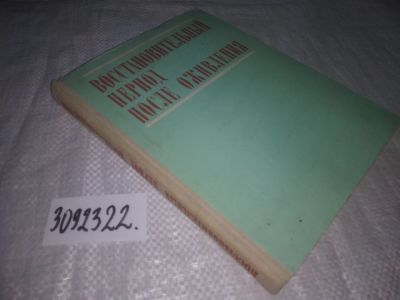 ВОССТАНОВИТЕЛЬНЫЙ
ПЕРИОД
ПОСЛЕ ОЖИВЛЕНИЯ
3092322.